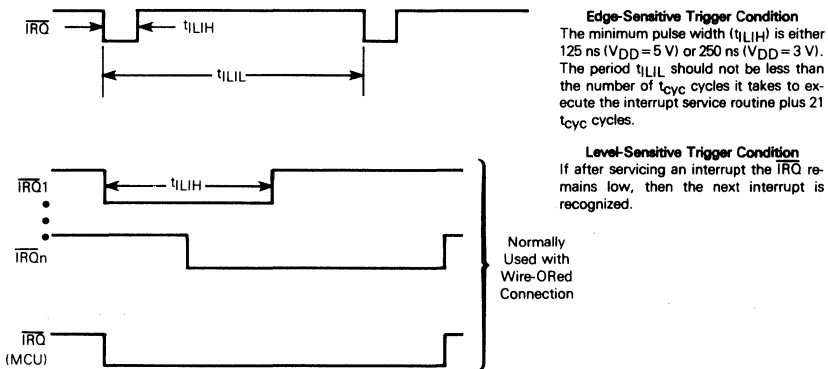 IRQ
tILIH
tILIL
Edge-Sensitive Trigger Condition
The minimum pulse width (tILIH) is either
125 ns (VDD=5 V) or 250 ns (VDD=3 V).
The period tILIL should not be less than
the number of tcyc cycles it takes to ex-
ecute the interrupt service routine plus 21
tcyc cycles.
Level-Sensitive Trigger Condition
If after servicing an interrupt the IRQ re-
mains low, then the next interrupt is
recognized.
IRQ1
tILIH
IRQn
Normally
Used with
Wire-ORed
Connection
IRQ
(MCU)